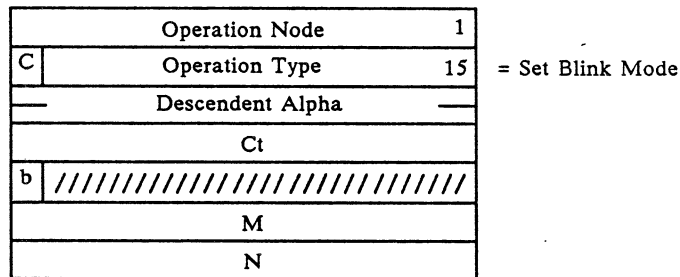 Operation Node 1
C Operation Type 15 = Set Blink Mode
Descendent Alpha
Ct
b ////////////////////////////////
M
N